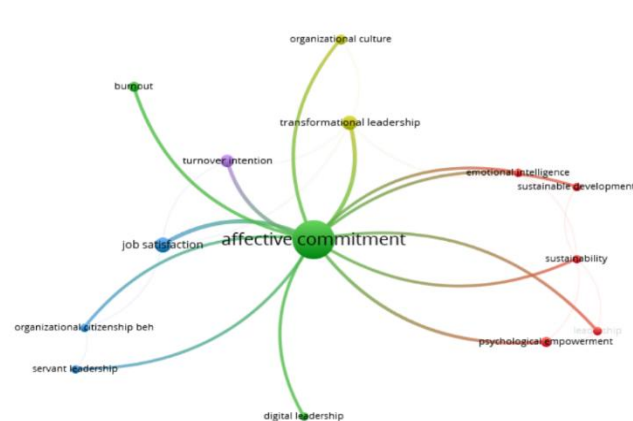 organizational culture
burnout
transformational leadership
turnover intention
emotional intelligence
sustainable development
affective commitment
job satisfaction
sustainability
organizational citizenship beh
leadership
psychological empowerment
servant leadership
digital leadership